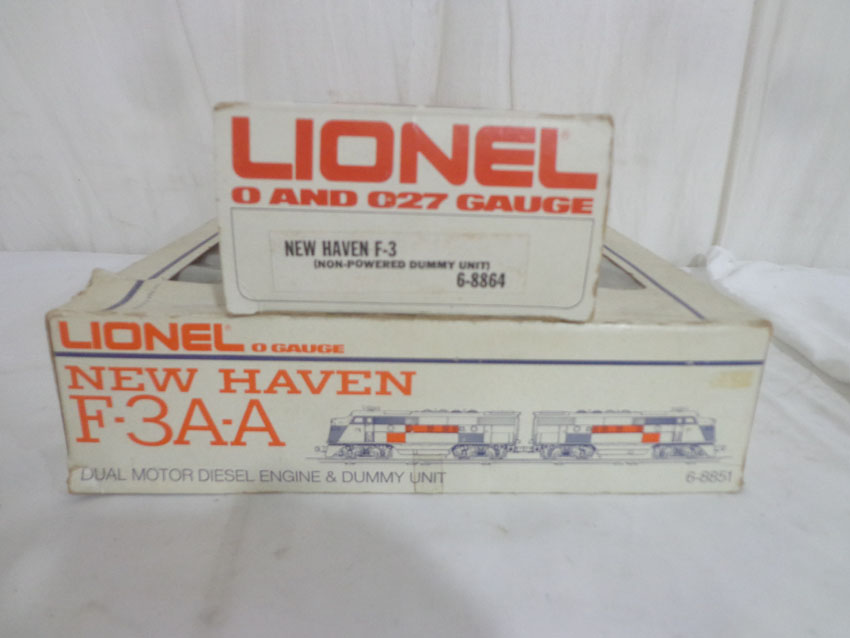 LIONEL®
O AND O27 GAUGE
NEW HAVEN F-3
(NON-POWERED DUMMY UNIT)
6-8864
LIONEL® O GAUGE
NEW HAVEN
F-3A-A
DUAL MOTOR DIESEL ENGINE & DUMMY UNIT
6-8851